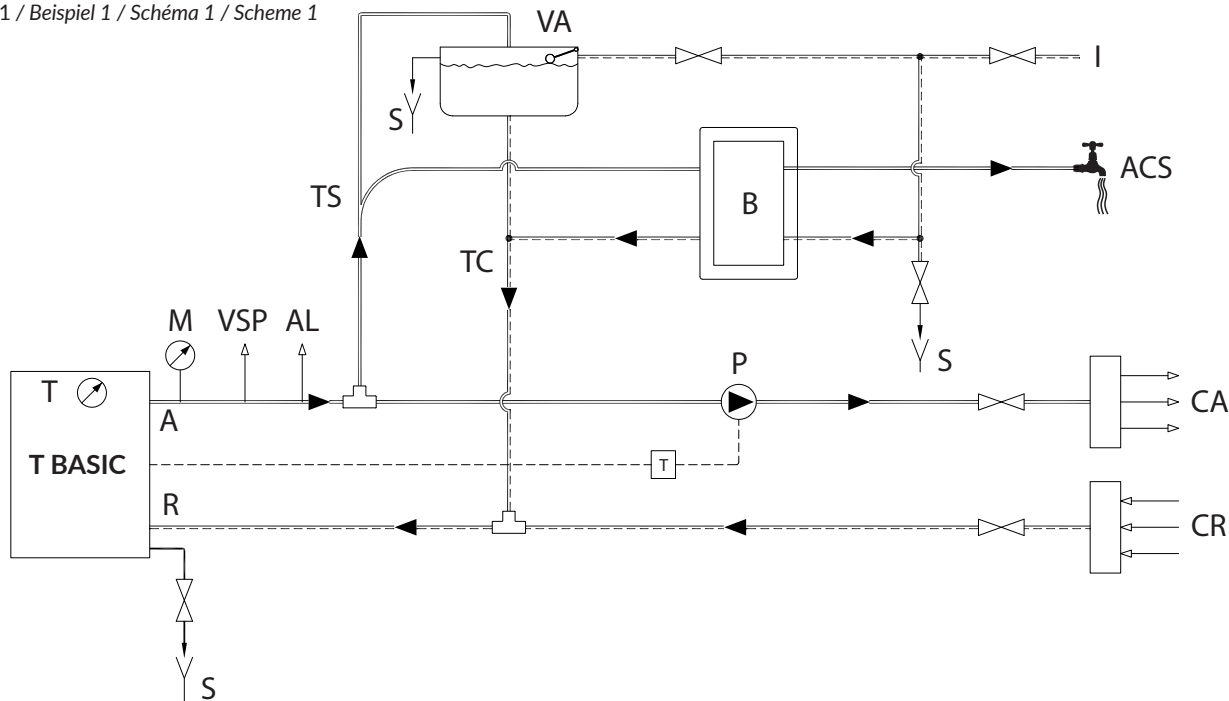 1 / Beispiel 1 / Schéma 1 / Scheme 1
VA
I
S
ACS
TS
B
TC
M
VSP
AL
S
P
T
A
CA
T BASIC
T
R
CR
S